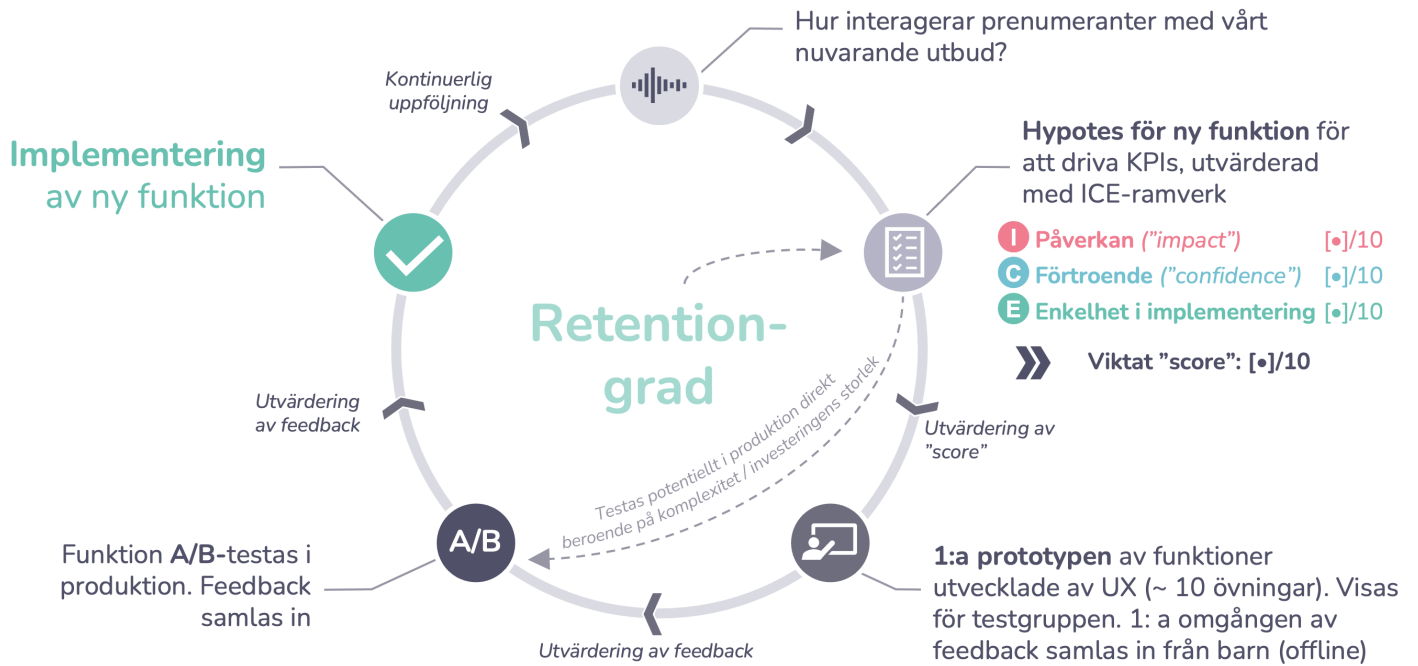 Hur interagerar prenumeranter med vårt
nuvarande utbud?
Kontinuerlig
uppföljning
Hypotes för ny funktion för
att driva KPIs, utvärderad
med ICE-ramverk
I Påverkan (”impact”) [•]/10
C Förtroende (”confidence”) [•]/10
E Enkelhet i implementering [•]/10
Viktat ”score”: [•]/10
Implementering
av ny funktion
Retention-
grad
Testas potentiellt i produktion direkt
beroende på komplexitet / investeringens storlek
Utvärdering av
”score”
Utvärdering
av feedback
A/B
Funktion A/B-testas i
produktion. Feedback
samlas in
1:a prototypen av funktioner
utvecklade av UX (~ 10 övningar). Visas
för testgruppen. 1: a omgången av
feedback samlas in från barn (offline)
Utvärdering av feedback